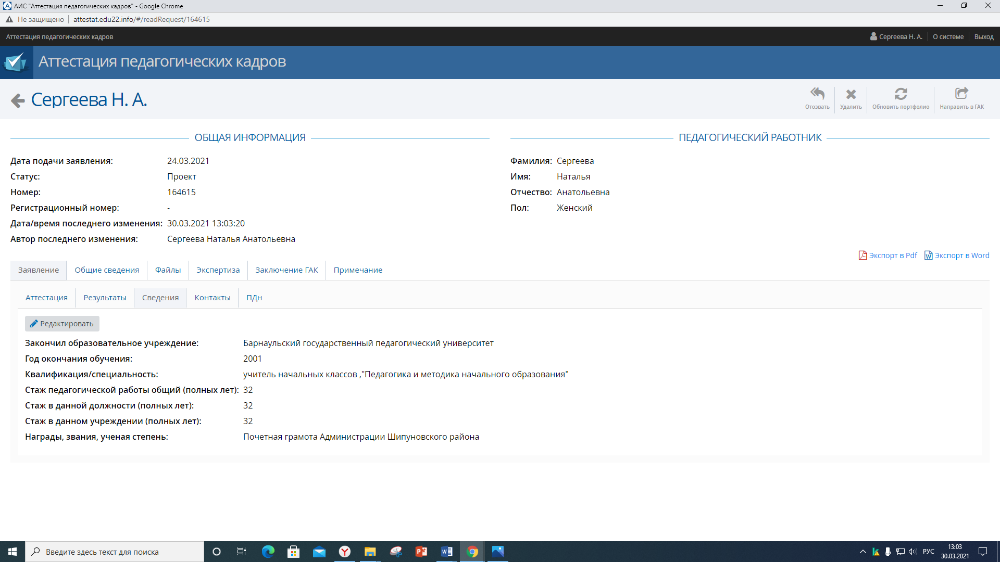 АИС "Аттестация педагогических кадров" - Google Chrome
Не защищено attestat.edu22.info/#/readRequest/164615
Аттестация педагогических кадров Сергеева Н. А. О системе Выход
Аттестация педагогических кадров
Сергеева Н. А.
Отозвать Удалить Обновить портфолио Направить в ГАК
ОБЩАЯ ИНФОРМАЦИЯ
Дата подачи заявления: 24.03.2021
Статус: Проект
Номер: 164615
Регистрационный номер: -
Дата/время последнего изменения: 30.03.2021 13:03:20
Автор последнего изменения: Сергеева Наталья Анатольевна
ПЕДАГОГИЧЕСКИЙ РАБОТНИК
Фамилия: Сергеева
Имя: Наталья
Отчество: Анатольевна
Пол: Женский
Экспорт в Pdf Экспорт в Word
Заявление Общие сведения Файлы Экспертиза Заключение ГАК Примечание
Аттестация Результаты Сведения Контакты ПДн
Редактировать
Закончил образовательное учреждение: Барнаульский государственный педагогический университет
Год окончания обучения: 2001
Квалификация/специальность: учитель начальных классов ,"Педагогика и методика начального образования"
Стаж педагогической работы общий (полных лет): 32
Стаж в данной должности (полных лет): 32
Стаж в данном учреждении (полных лет): 32
Награды, звания, ученая степень: Почетная грамота Администрации Шипуновского района
Введите здесь текст для поиска
РУС
13:03
30.03.2021